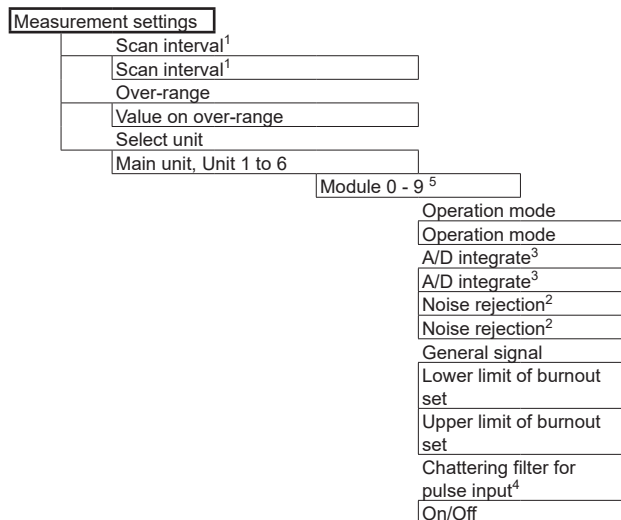 Measurement settings
Scan interval¹
Scan interval¹
Over-range
Value on over-range
Select unit
Main unit, Unit 1 to 6
Module 0 - 9 ⁵
Operation mode
Operation mode
A/D integrate³
A/D integrate³
Noise rejection²
Noise rejection²
General signal
Lower limit of burnout
set
Upper limit of burnout
set
Chattering filter for
pulse input⁴
On/Off